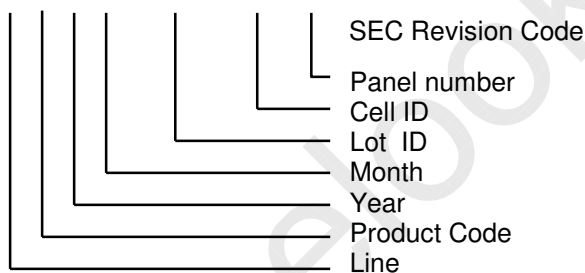 SEC Revision Code
Panel number
Cell ID
Lot ID
Month
Year
Product Code
Line